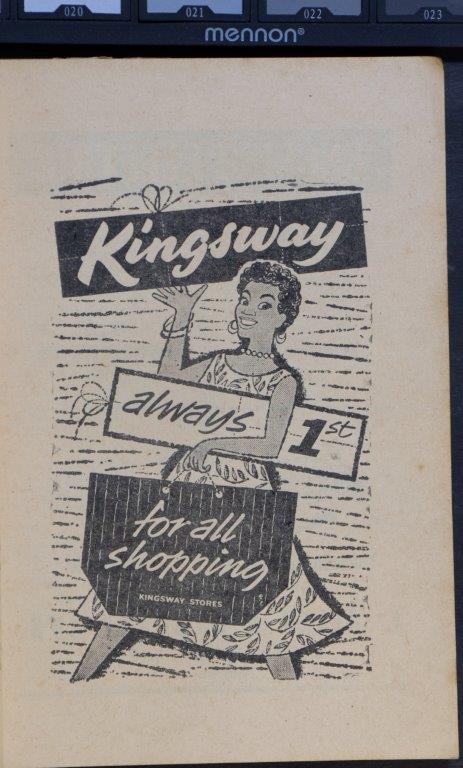 020 021 022 023
mennon®
Kingsway
always 1st
for all
shopping
KINGSWAY STORES